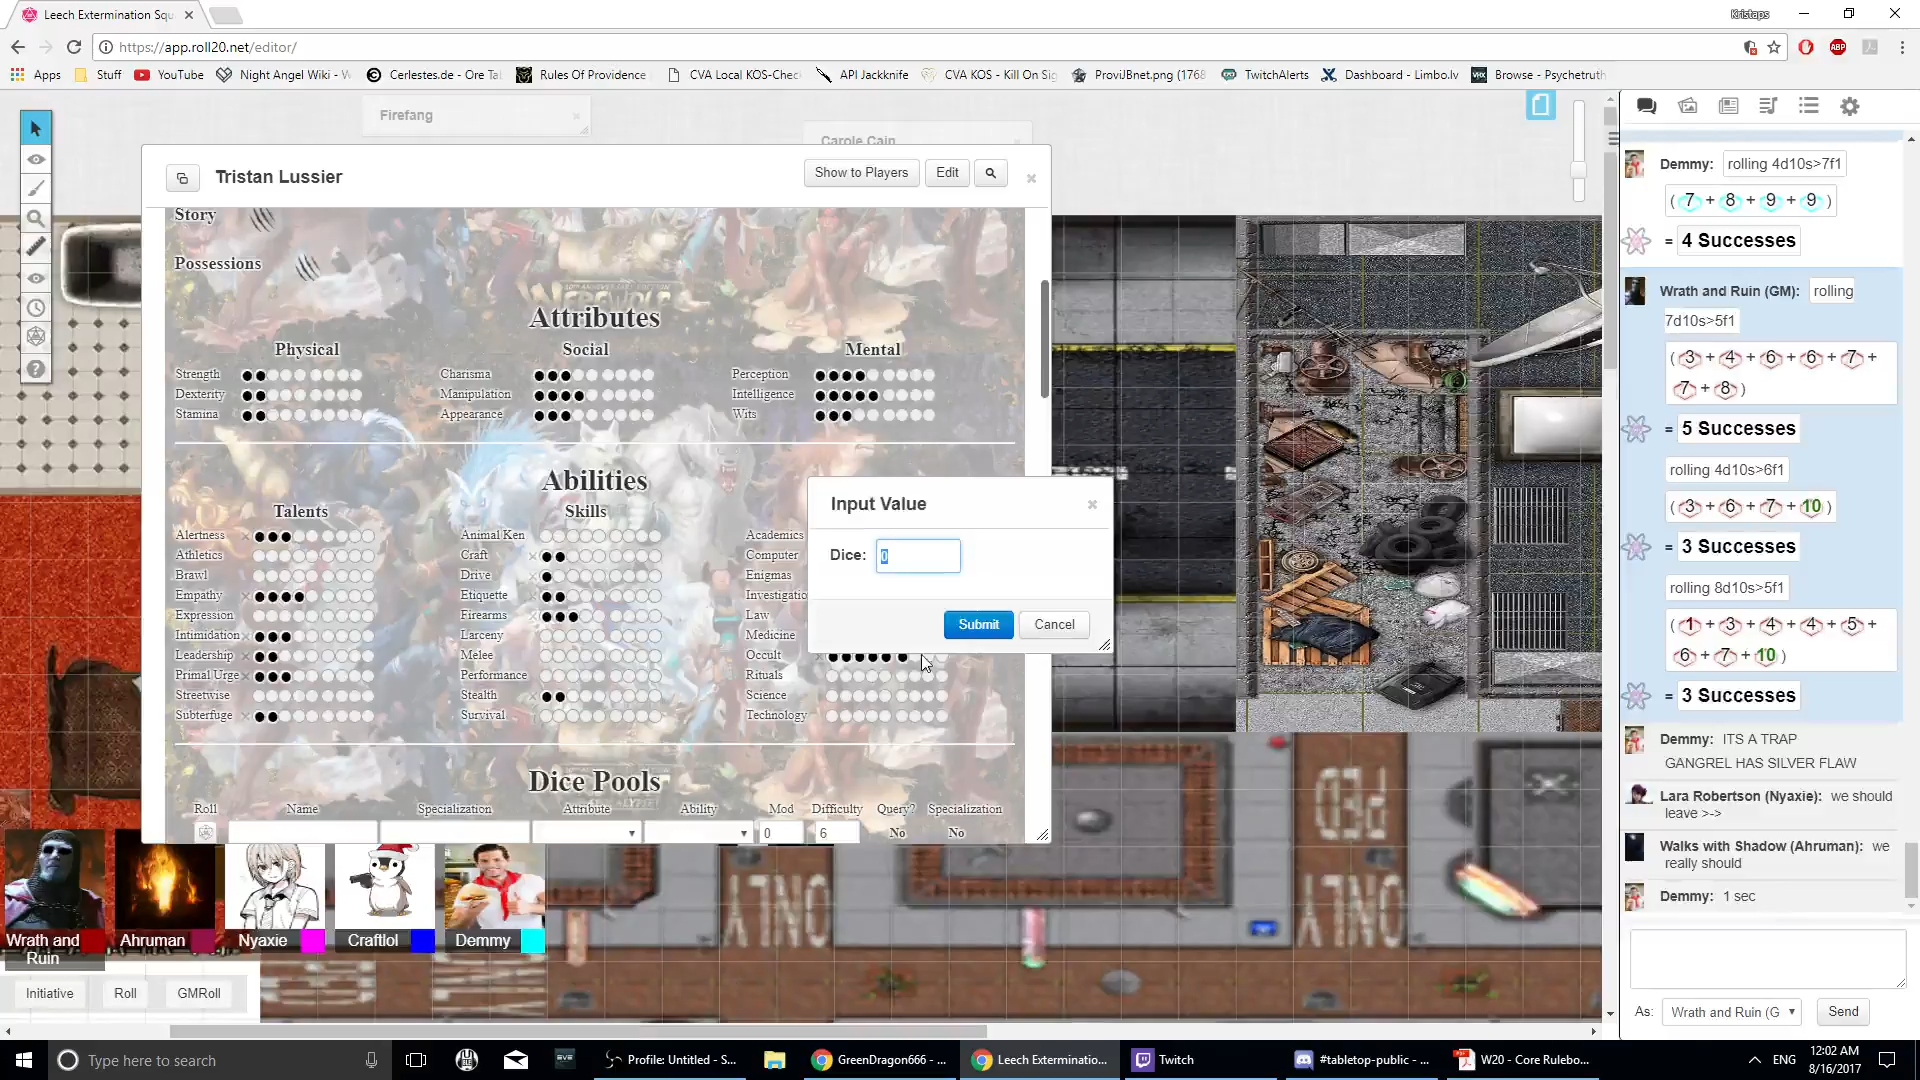 Leech Extermination Squ
Kristaps
https://app.roll20.net/editor/
Apps
Stuff
YouTube
Night Angel Wiki - W
Cerlestes.de - Ore Ta
Rules Of Providence
CVA Local KOS-Check
API Jackknife
CVA KOS - Kill On Sig
ProviJBnet.png (1768
TwitchAlerts
Dashboard - Limbo.lv
Browse - Psychetruth
Firefang
Carole Cain
Tristan Lussier
Show to Players
Edit
Story
Possessions
Attributes
Physical
Social
Mental
Strength
Charisma
Perception
Dexterity
Manipulation
Intelligence
Stamina
Appearance
Wits
Abilities
Talents
Skills
Alertness
Animal Ken
Academics
Athletics
Craft
Computer
Brawl
Drive
Enigmas
Empathy
Etiquette
Investigatio
Expression
Firearms
Law
Intimidation
Larceny
Medicine
Leadership
Melee
Occult
Primal Urge
Performance
Rituals
Streetwise
Stealth
Science
Subterfuge
Survival
Technology
Input Value
Dice: 0
Submit
Cancel
Dice Pools
Roll
Name
Specialization
Attribute
Ability
Mod
Difficulty
Query?
Specialization
0
6
No
No
Wrath and Ruin
Ahruman
Nyaxie
Craftlol
Demmy
Initiative
Roll
GMRoll
ONLY
PED
ONLY
Demmy: rolling 4d10s>7f1
(7 + 8 + 9 + 9)
= 4 Successes
Wrath and Ruin (GM): rolling
7d10s>5f1
(3 + 4 + 6 + 6 + 7 +
7 + 8)
= 5 Successes
rolling 4d10s>6f1
(3 + 6 + 7 + 10)
= 3 Successes
rolling 8d10s>5f1
(1 + 3 + 4 + 4 + 5 +
6 + 7 + 10)
= 3 Successes
Demmy: ITS A TRAP
GANGREL HAS SILVER FLAW
Lara Robertson (Nyaxie): we should
leave >->
Walks with Shadow (Ahruman): we
really should
Demmy: 1 sec
As: Wrath and Ruin (G
Send
Type here to search
Profile: Untitled - S...
GreenDragon666 - ...
Leech Exterminatio...
Twitch
#tabletop-public - ...
W20 - Core Rulebo...
ENG
12:02 AM
8/16/2017